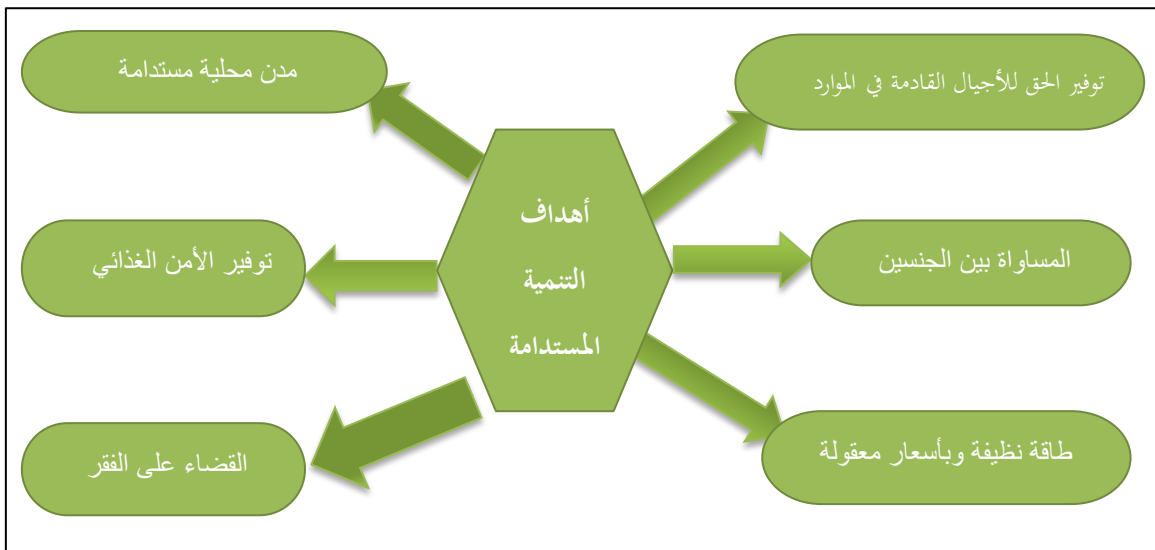 توفير الحق للأجيال القادمة في الموارد
مدن محلية مستدامة
أهداف
التنمية
المستدامة
المساواة بين الجنسين
توفير الأمن الغذائي
طاقة نظيفة وبأسعار معقولة
القضاء على الفقر